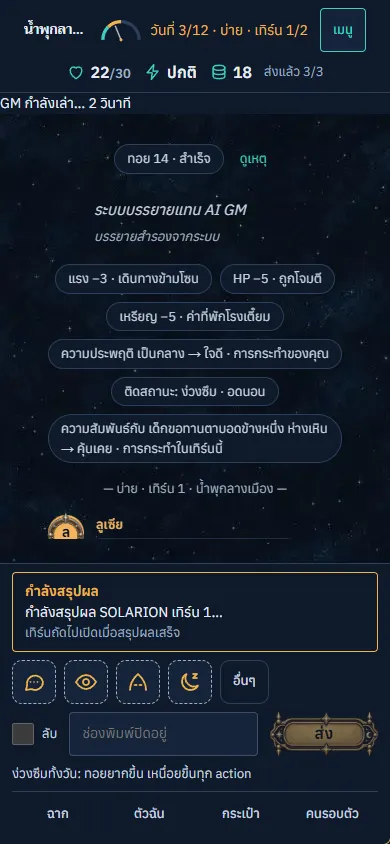 น้ำพุกลา... วันที่ 3/12 · บ่าย · เทิร์น 1/2 เมนู
22/30 ปกติ 18 ส่งแล้ว 3/3
GM กำลังเล่า... 2 วินาที
ทอย 14 · สำเร็จ ดูเหตุ
ระบบบรรยายแทน AI GM
บรรยายสำรองจากระบบ
แรง −3 · เดินทางข้ามโซน HP −5 · ถูกโจมตี
เหรียญ −5 · ค่าที่พักโรงเตี๊ยม
ความประพฤติ เป็นกลาง → ใจดี · การกระทำของคุณ
ติดสถานะ: ง่วงซึม · อดนอน
ความสัมพันธ์กับ เด็กขอทานตาบอดข้างหนึ่ง ห่างเหิน
→ คุ้นเคย · การกระทำในเทิร์นนี้
— บ่าย · เทิร์น 1 · น้ำพุกลางเมือง —
ล ลูเซีย
กำลังสรุปผล
กำลังสรุปผล SOLARION เทิร์น 1...
เทิร์นถัดไปเปิดเมื่อสรุปผลเสร็จ
อื่นๆ
ลับ ช่องพิมพ์ปิดอยู่ ส่ง
ง่วงซึมทั้งวัน: ทอยยากขึ้น เหนื่อยขึ้นทุก action
ฉาก ตัวฉัน กระเป๋า คนรอบตัว